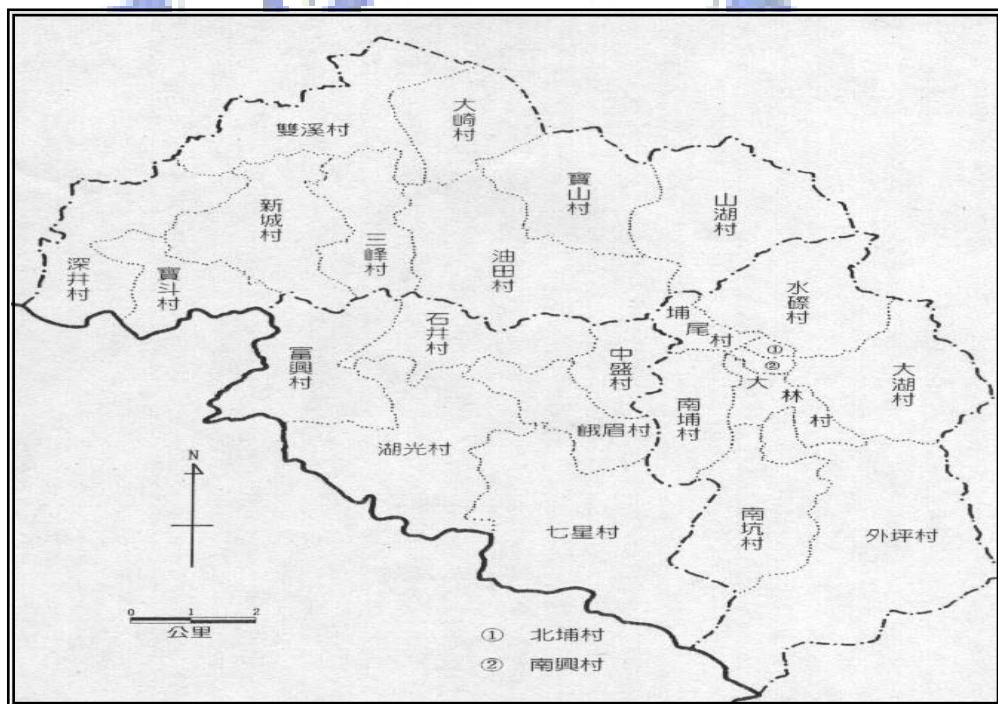 大崎村
雙溪村
寶山村
山湖村
新城村
三峰村
油田村
深井村
寶斗村
水磜村
埔尾村
石井村
富興村
中盛村
①
②
大湖村
大林村
南埔村
峨眉村
湖光村
N
南坑村
七星村
外坪村
0 1 2
公里
① 北埔村
② 南興村